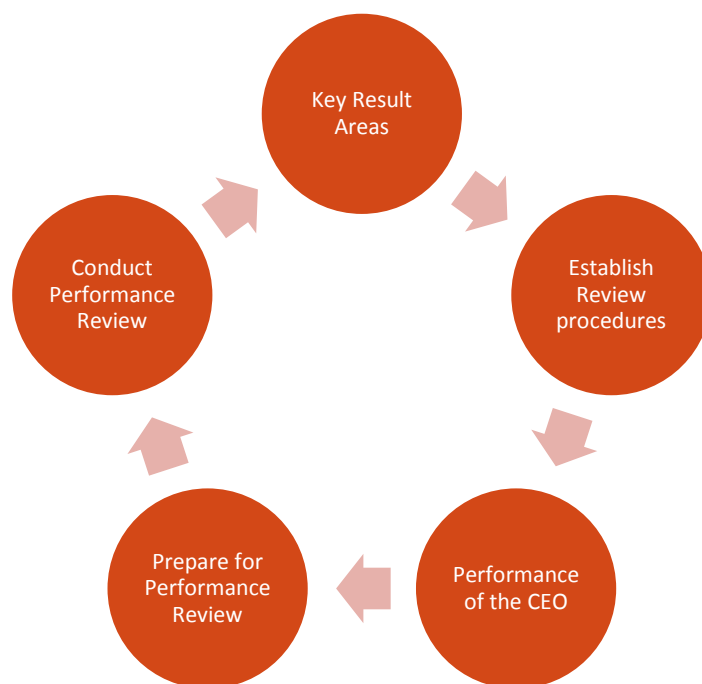 Key Result
Areas
Establish
Review
procedures
Performance
of the CEO
Prepare for
Performance
Review
Conduct
Performance
Review